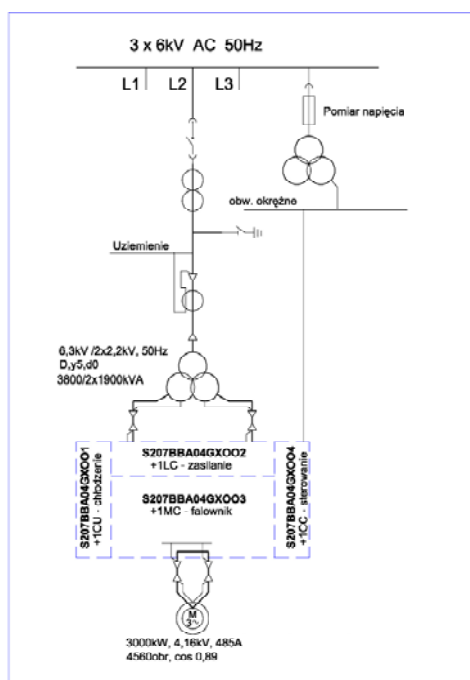 3 x 6kV AC 50Hz
L1 L2 L3
Pomiar napięcia
obw. okrężne
Uziemienie
6,3kV /2x2,2kV, 50Hz
D,y5,d0
3800/2x1900kVA
S207BBA04GXOO1
+1CU - chłodzenie
S207BBA04GXOO2
+1LC - zasilanie
S207BBA04GXOO3
+1MC - falownik
S207BBA04GXOO4
+1CC - sterowanie
M
3~
3000kW, 4,16kV, 485A
4560obr, cos 0,89